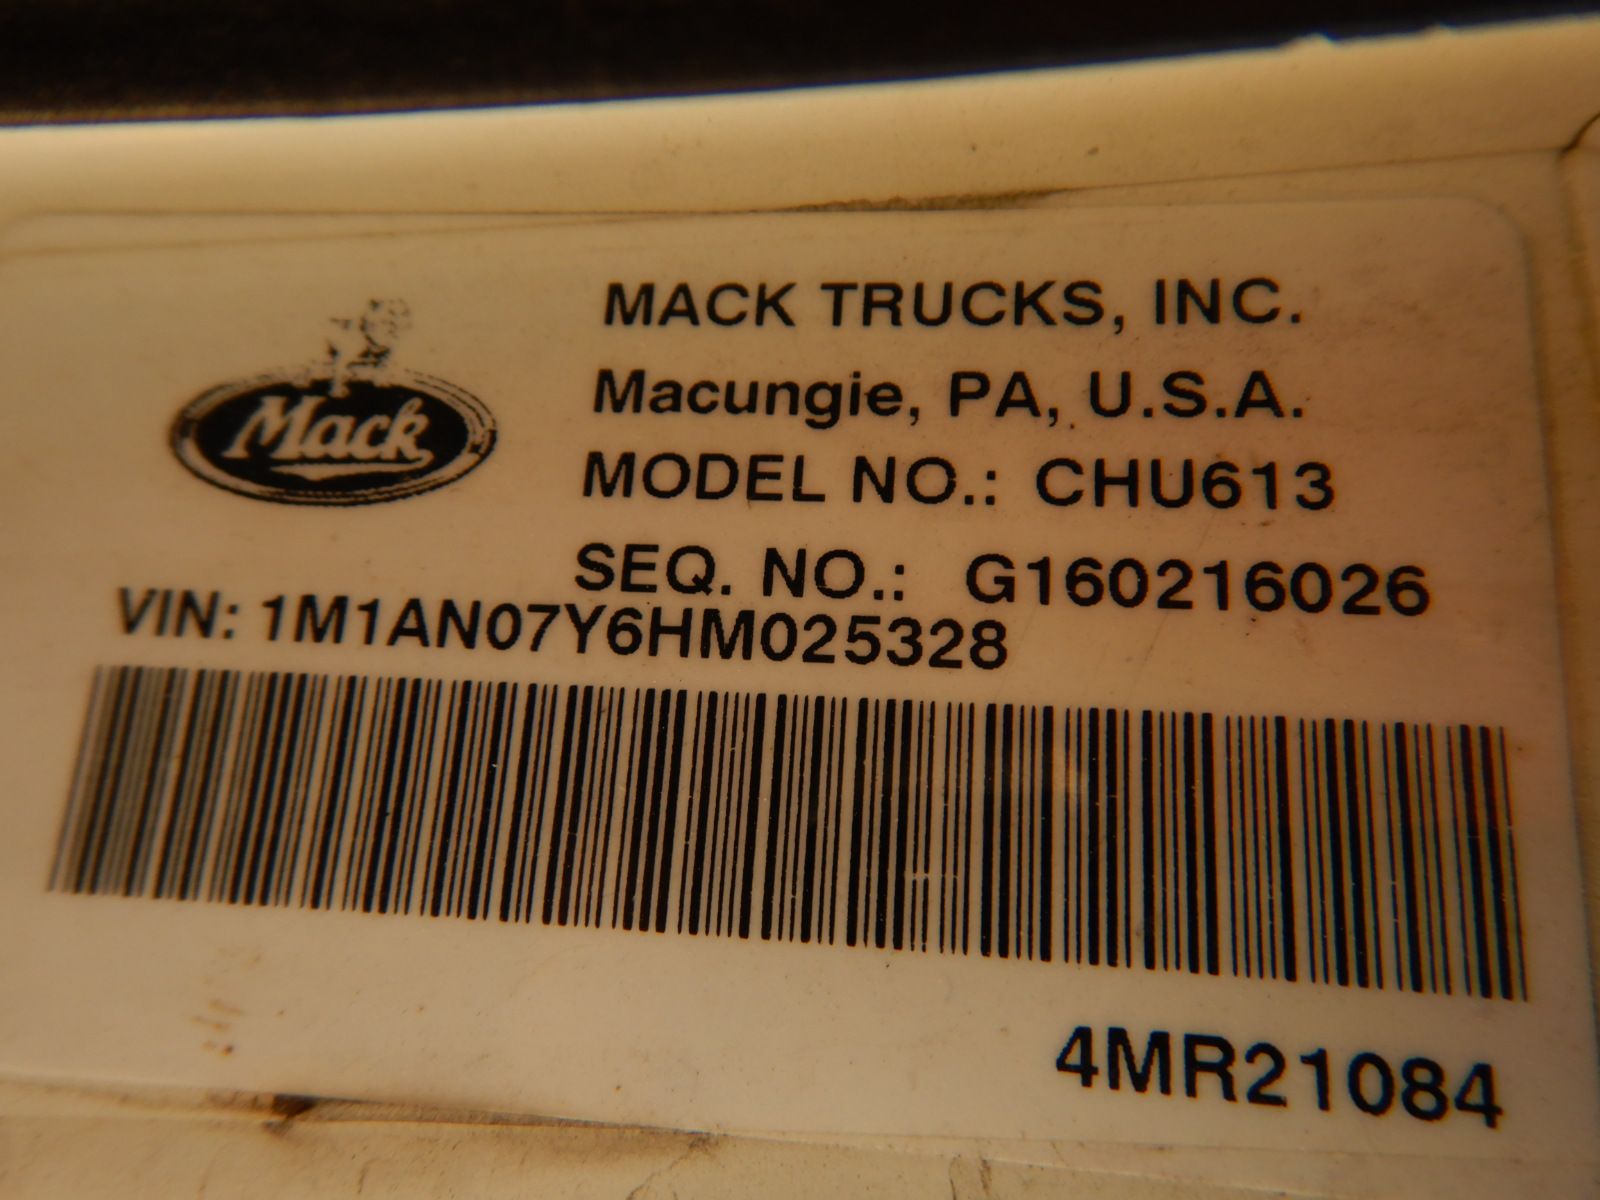 MACK TRUCKS, INC.
Mack
Macungie, PA, U.S.A.
MODEL NO.: CHU613
SEQ. NO.: G160216026
VIN: 1M1AN07Y6HM025328
4MR21084